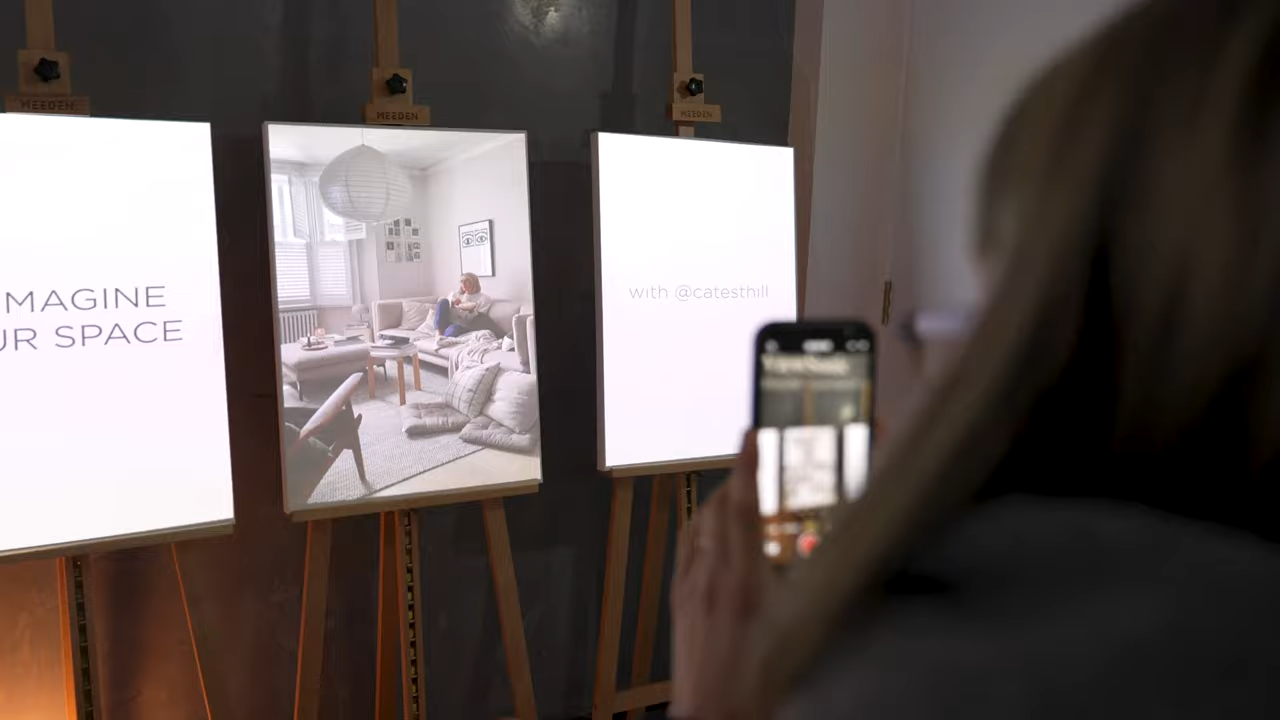 MEEDEN
MEEDEN
MEEDEN
MAGINE
UR SPACE
with @catesthill